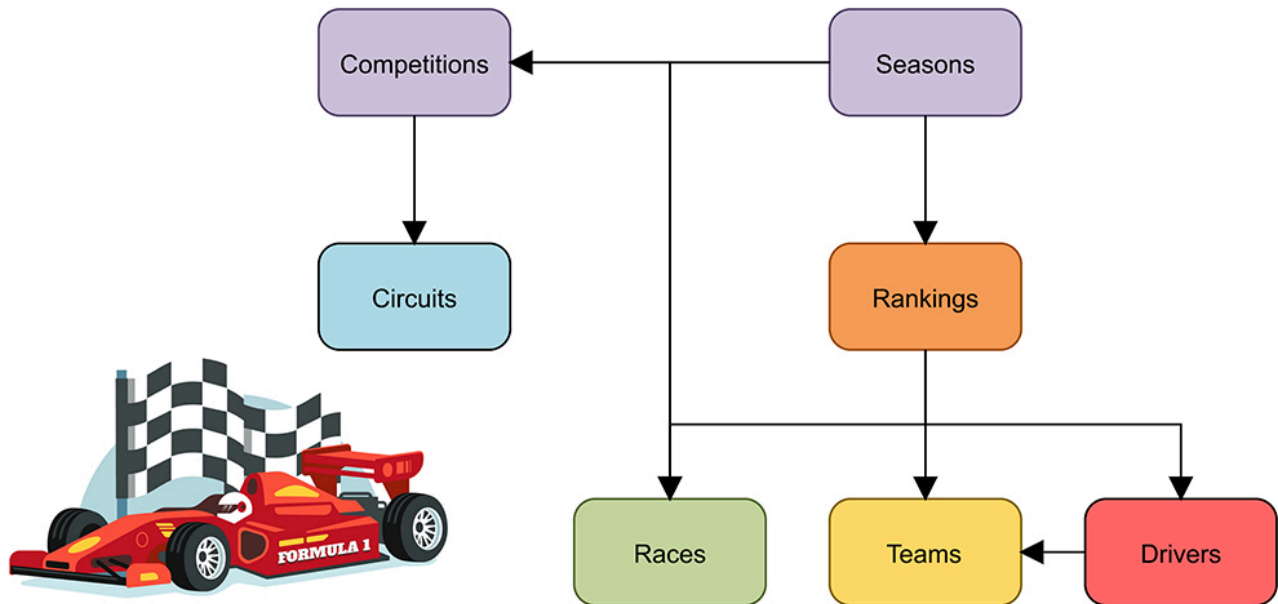 Competitions
Seasons
Circuits
Rankings
FORMULA 1
Races
Teams
Drivers